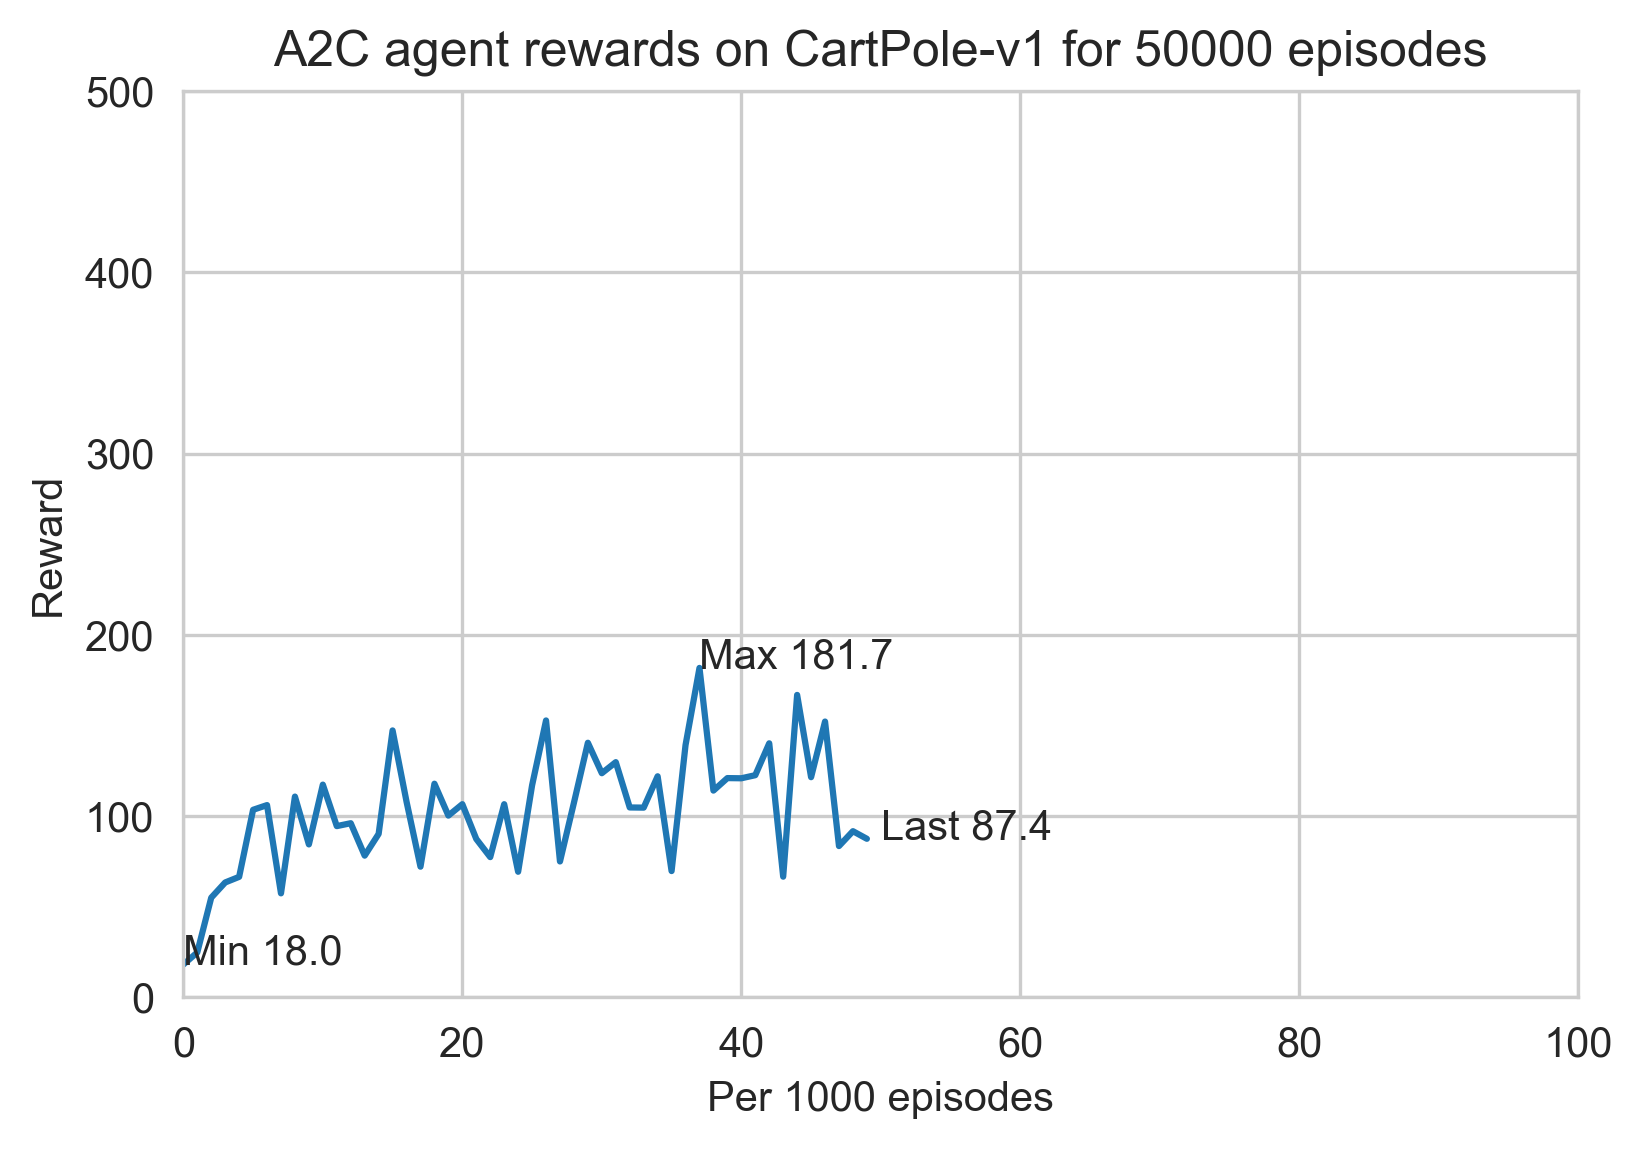 A2C agent rewards on CartPole-v1 for 50000 episodes
500
400
300
200
100
0
Reward
Max 181.7
Last 87.4
Min 18.0
0 20 40 60 80 100
Per 1000 episodes